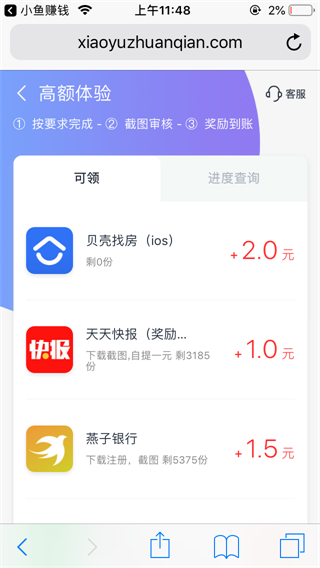 小鱼赚钱 上午11:48 2%
xiaoyuzhuanqian.com
高额体验 客服
① 按要求完成 - ② 截图审核 - ③ 奖励到账
可领 进度查询
贝壳找房（ios）
剩0份
+2.0元
快报
天天快报（奖励...
下载截图,自提一元 剩3185
份
+1.0元
燕子银行
下载注册，截图 剩5375份
+1.5元